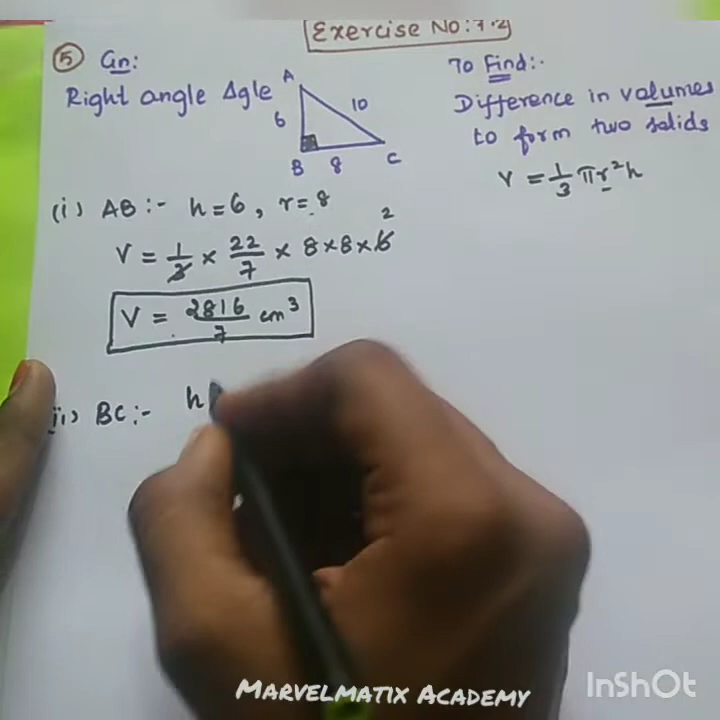 Exercise No: 7.2
⑤ Gn:
Right angle Δgle
A
6
10
B
8
C
To Find:-
Difference in volumes
to form two solids
V = 1/3 πr²h
(i) AB :- h=6, r=8
V = 1/3 × 22/7 × 8×8×6 2
V = 2816/7 cm³
(ii) BC :- h
MARVELMATIX ACADEMY
InShOt